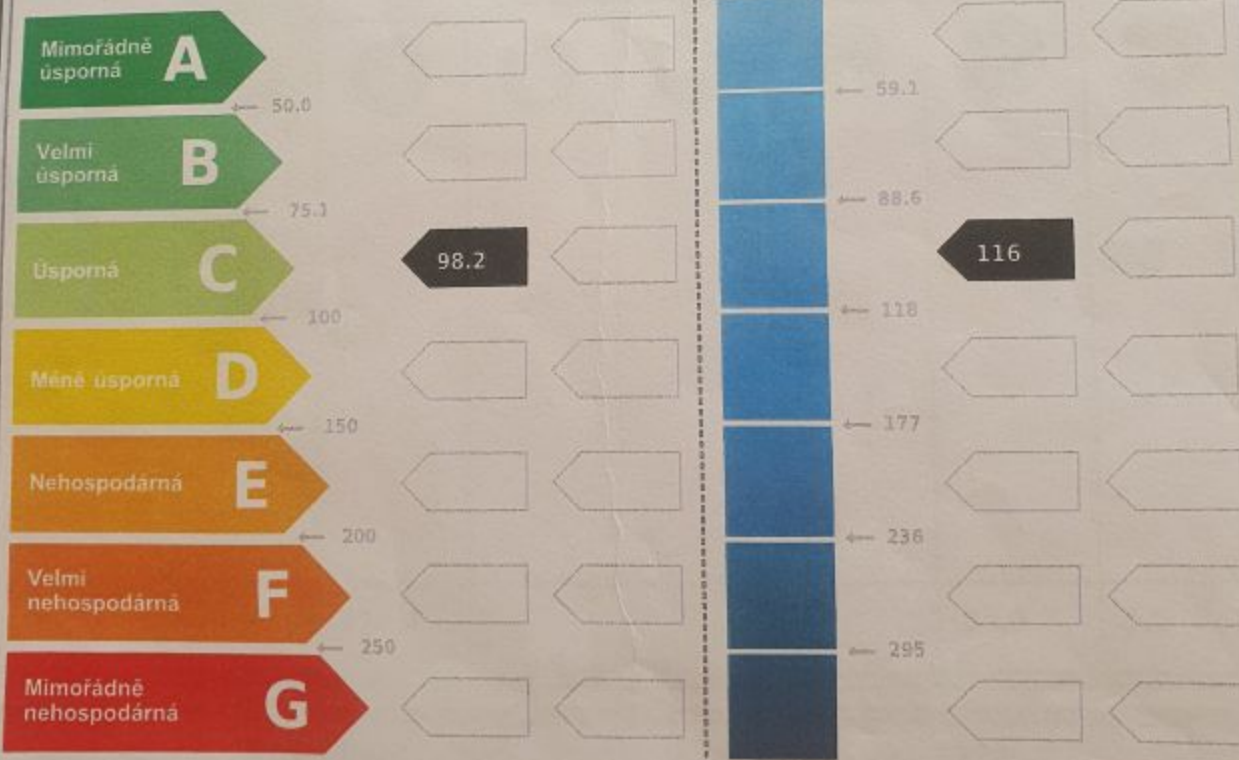 Mimořádně
úsporná
A
50.0
59.1
Velmi
úsporná
B
75.1
88.6
Úsporná
C
98.2
116
100
118
Méně úsporná
D
150
177
Nehospodárná
E
200
236
Velmi
nehospodárná
F
250
295
Mimořádně
nehospodárná
G